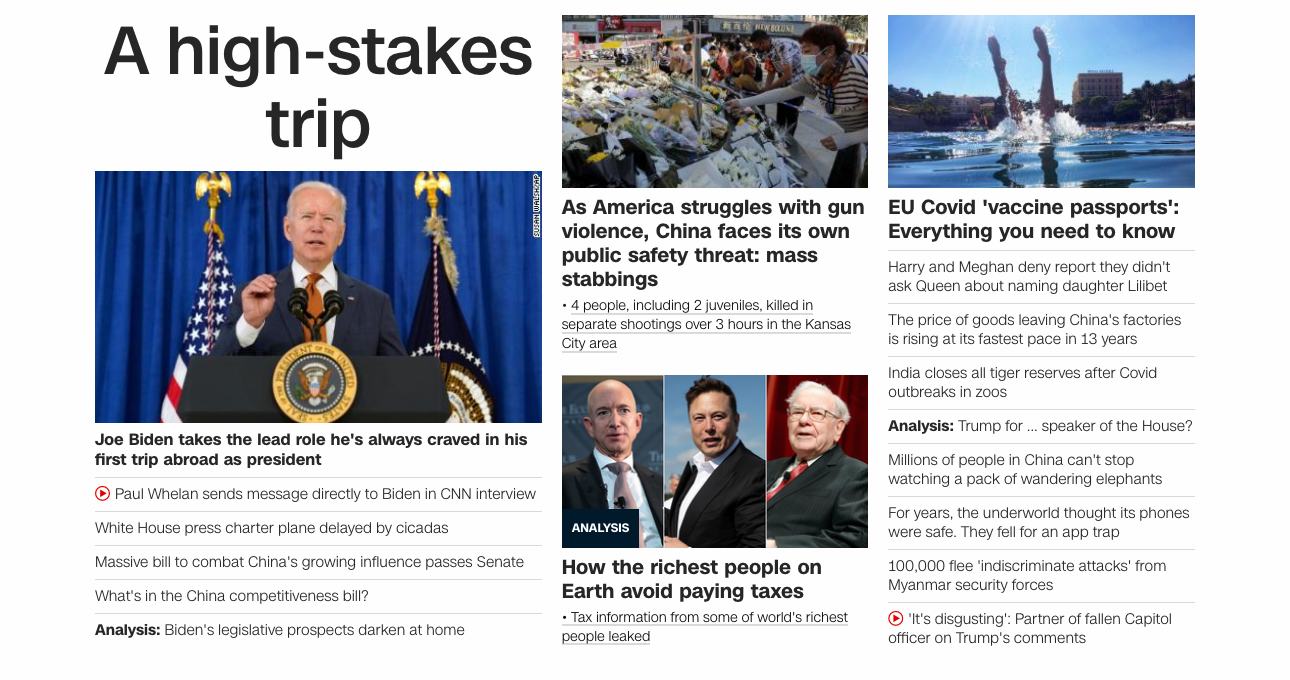 A high-stakes
trip
SUSAN WALSH/AP
Joe Biden takes the lead role he's always craved in his
first trip abroad as president
Paul Whelan sends message directly to Biden in CNN interview
White House press charter plane delayed by cicadas
Massive bill to combat China's growing influence passes Senate
What's in the China competitiveness bill?
Analysis: Biden's legislative prospects darken at home
As America struggles with gun
violence, China faces its own
public safety threat: mass
stabbings
• 4 people, including 2 juveniles, killed in
separate shootings over 3 hours in the Kansas
City area
ANALYSIS
How the richest people on
Earth avoid paying taxes
• Tax information from some of world's richest
people leaked
EU Covid 'vaccine passports':
Everything you need to know
Harry and Meghan deny report they didn't
ask Queen about naming daughter Lilibet
The price of goods leaving China's factories
is rising at its fastest pace in 13 years
India closes all tiger reserves after Covid
outbreaks in zoos
Analysis: Trump for ... speaker of the House?
Millions of people in China can't stop
watching a pack of wandering elephants
For years, the underworld thought its phones
were safe. They fell for an app trap
100,000 flee 'indiscriminate attacks' from
Myanmar security forces
'It's disgusting': Partner of fallen Capitol
officer on Trump's comments